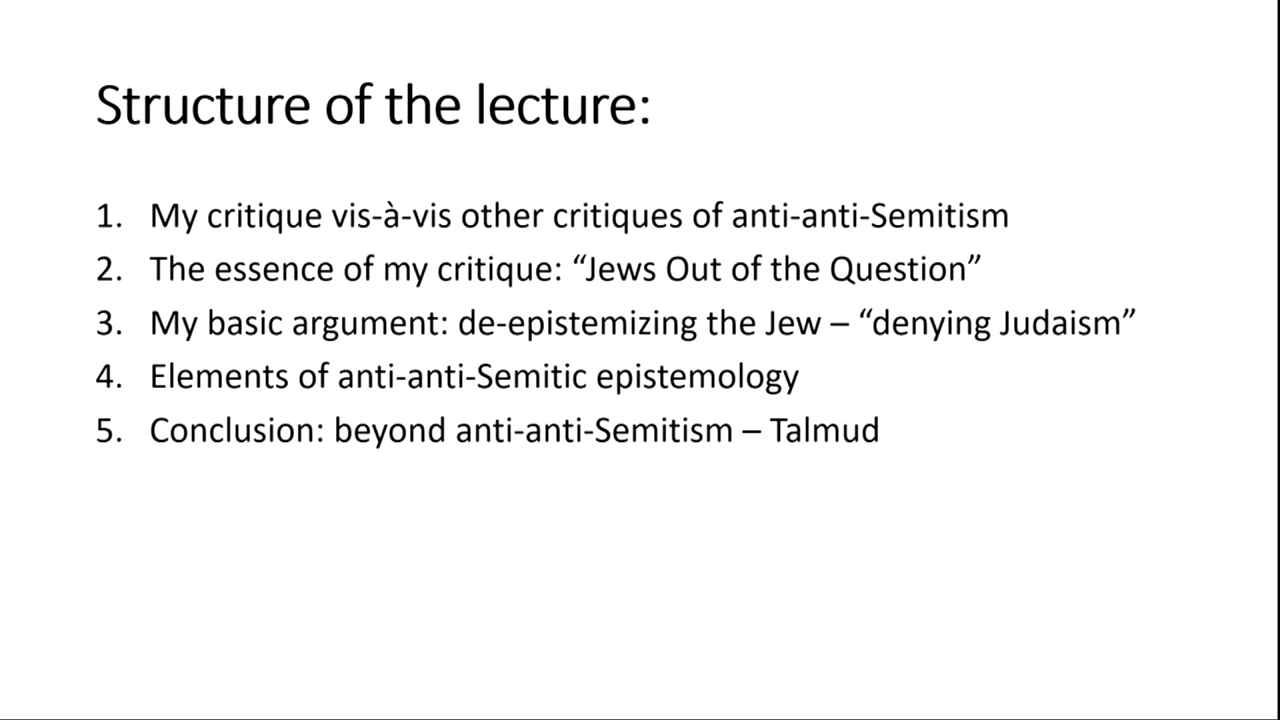 Structure of the lecture:
1. My critique vis-à-vis other critiques of anti-anti-Semitism
2. The essence of my critique: “Jews Out of the Question”
3. My basic argument: de-epistemizing the Jew – “denying Judaism”
4. Elements of anti-anti-Semitic epistemology
5. Conclusion: beyond anti-anti-Semitism – Talmud